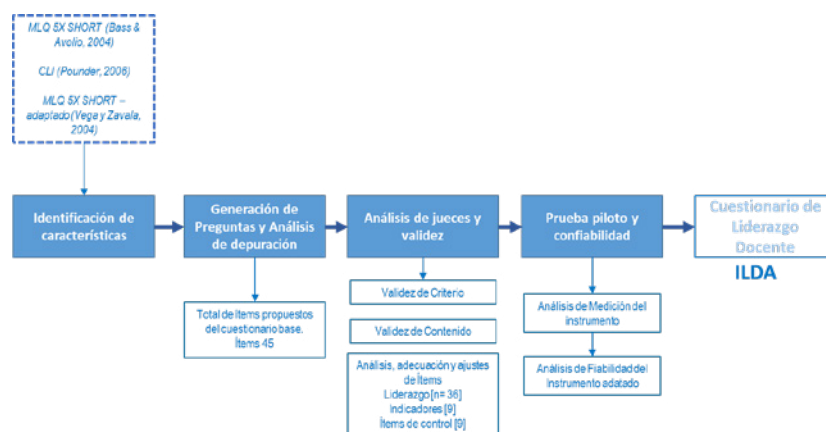 MLQ 5X SHORT (Bass &
Avolio, 2004)
CLI (Pounder, 2006)
MLQ 5X SHORT –
adaptado (Vega y Zavala,
2004)
Identificación de
características
Generación de
Preguntas y Análisis
de depuración
Análisis de jueces y
validez
Prueba piloto y
confiabilidad
Cuestionario de
Liderazgo
Docente
ILDA
Total de Ítems propuestos
del cuestionario base.
Ítems 45
Validez de Criterio
Validez de Contenido
Análisis, adecuación y ajustes
de Ítems
Liderazgo [n= 36]
Indicadores [9]
Ítems de control [9]
Análisis de Medición del
instrumento
Análisis de Fiabilidad del
Instrumento adatado